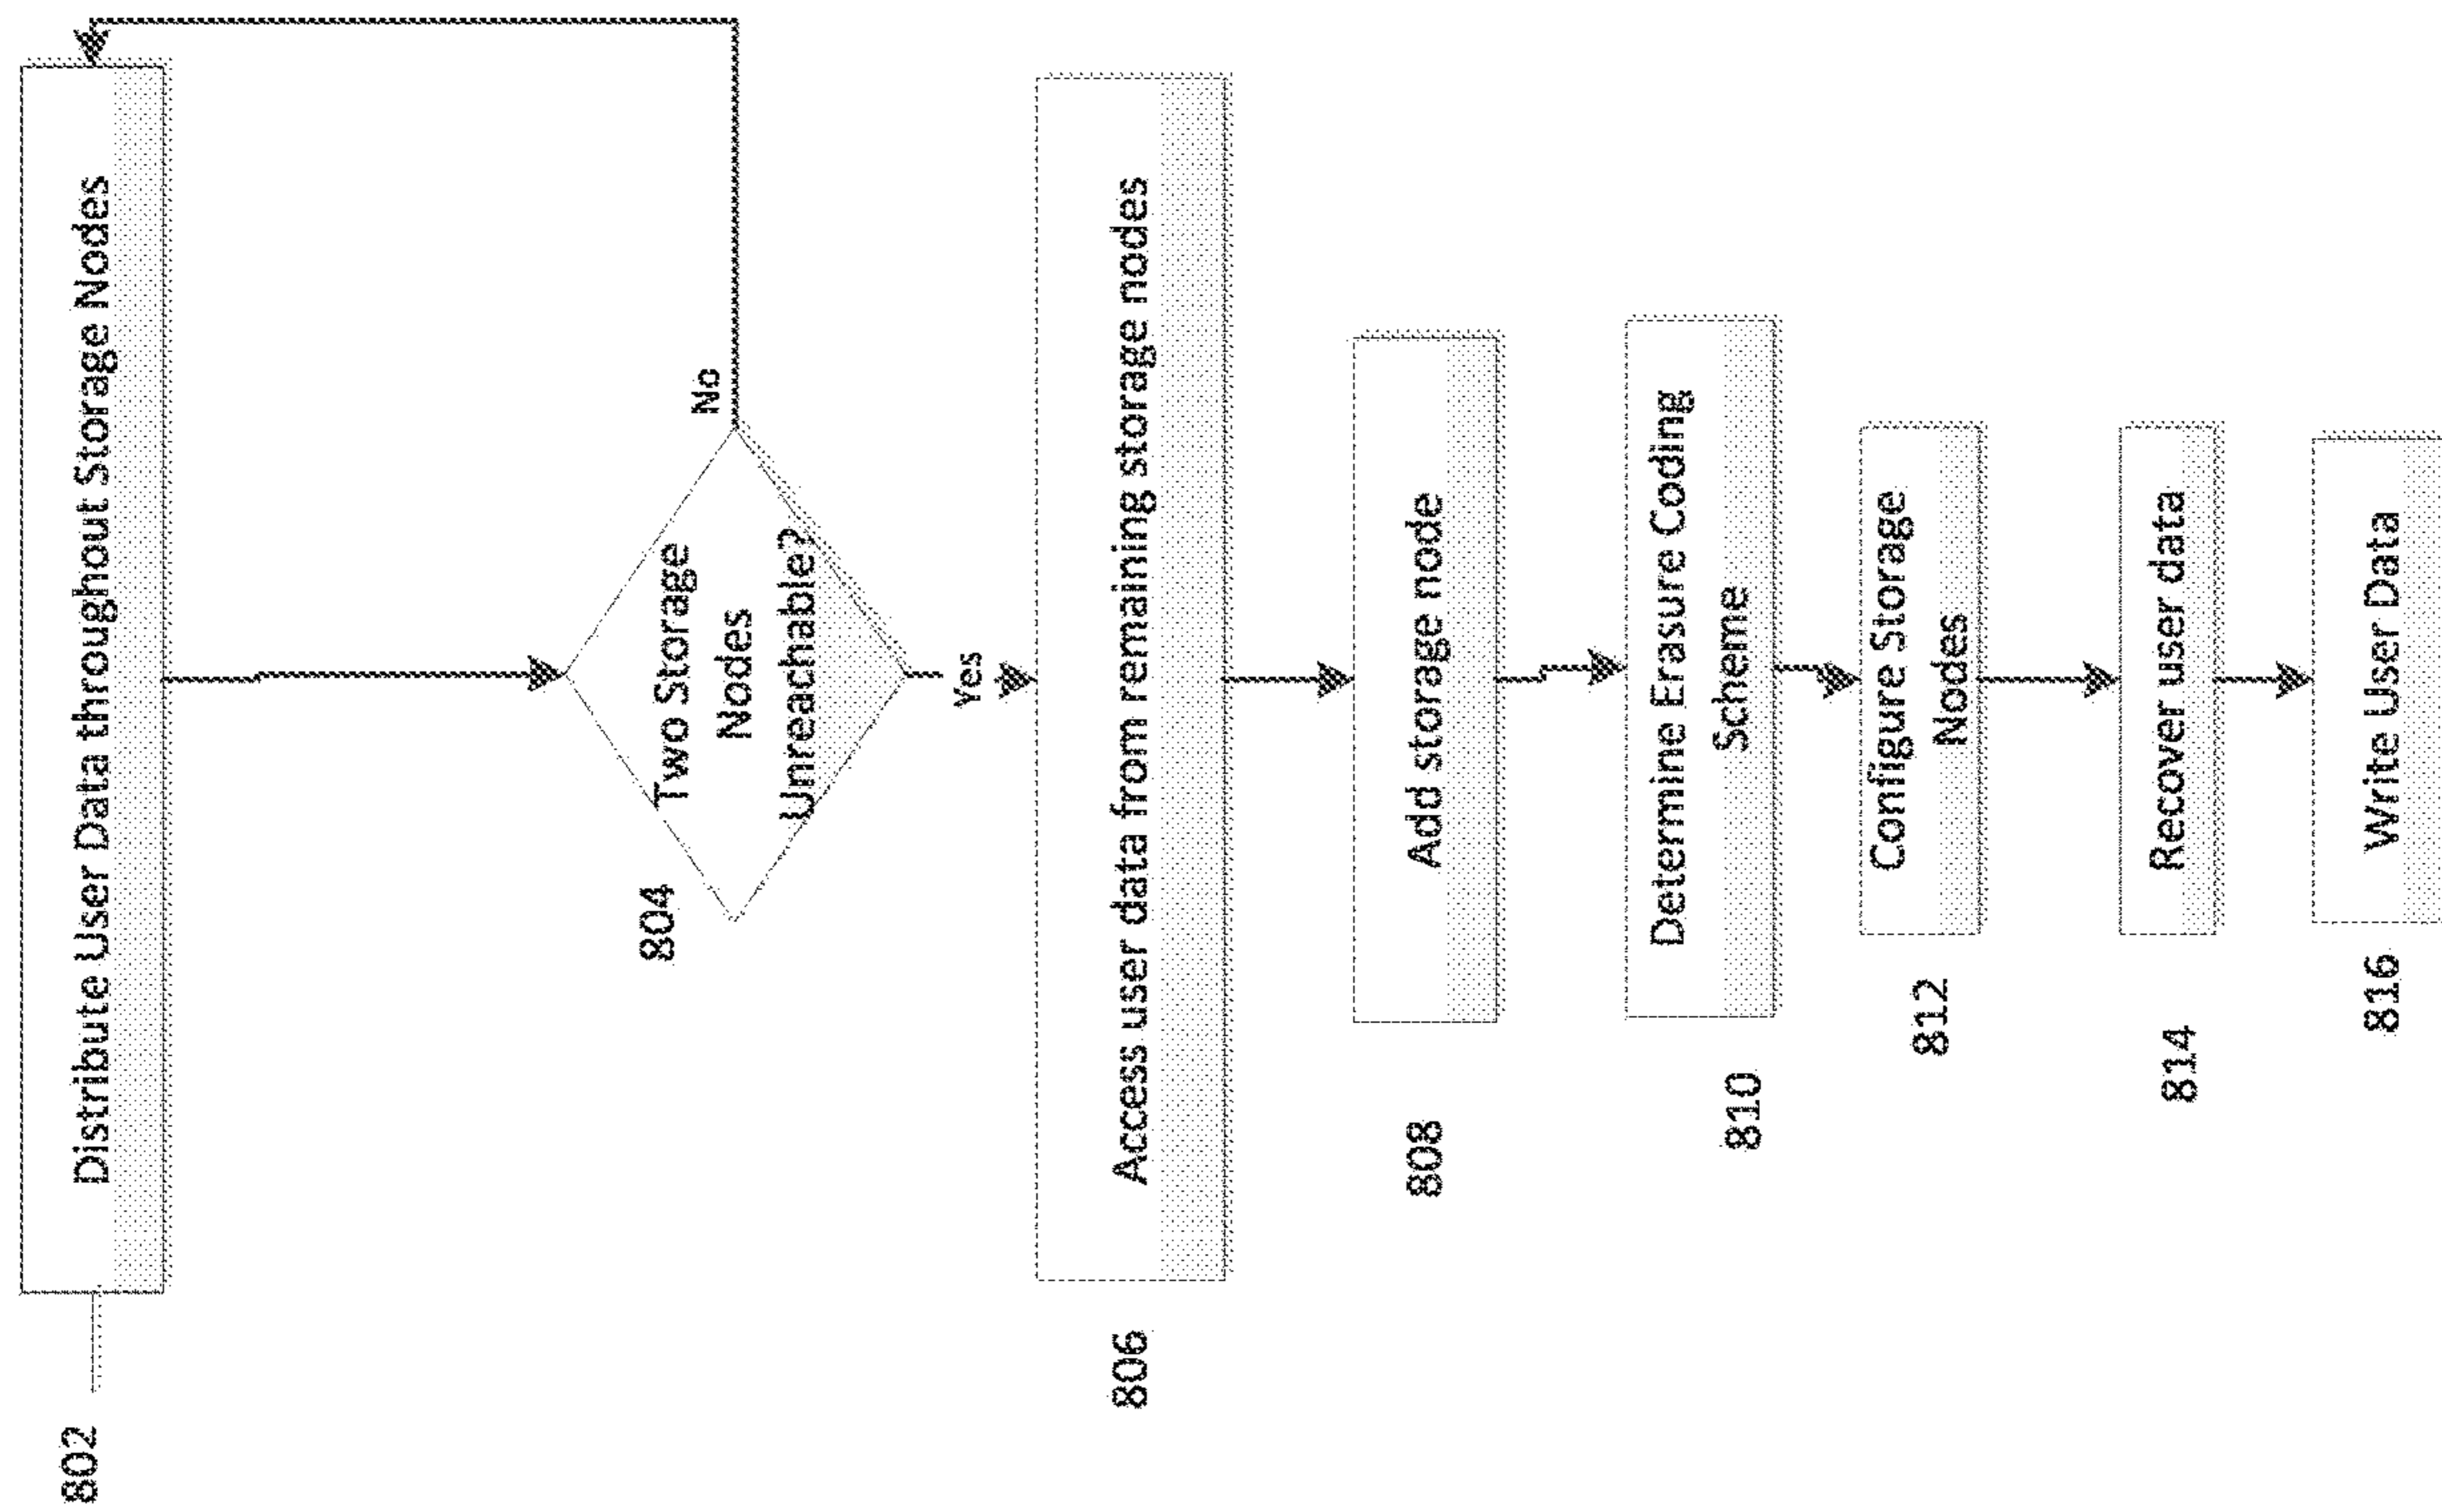 802
Distribute User Data throughout Storage Nodes
804
Two Storage
Nodes
Unreachable?
No
Yes
806
Access user data from remaining storage nodes
808
Add storage node
810
Determine Erasure Coding
Scheme
812
Configure Storage
Nodes
814
Recover user data
816
Write User Data